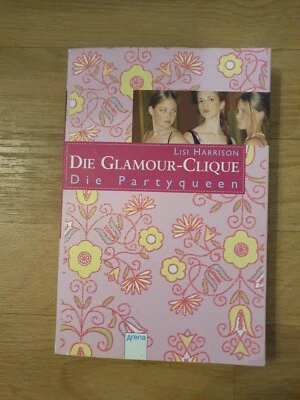 LISI HARRISON
DIE GLAMOUR-CLIQUE
Die Partyqueen
Arena